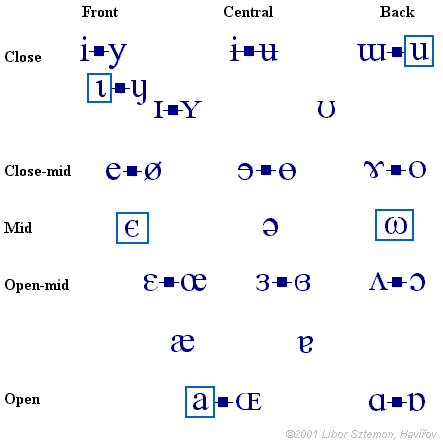 Front Central Back
Close i y ɨ ʉ ɯ u
ɿ ʮ
ɪ ʏ ʊ
Close-mid e ø ɘ ɵ ɤ o
Mid ϵ ə ω
Open-mid ɛ œ ɜ ɞ ʌ ɔ
æ ɐ
Open a ɶ ɑ ɒ
©2001 Libor Sztemon, Havířov